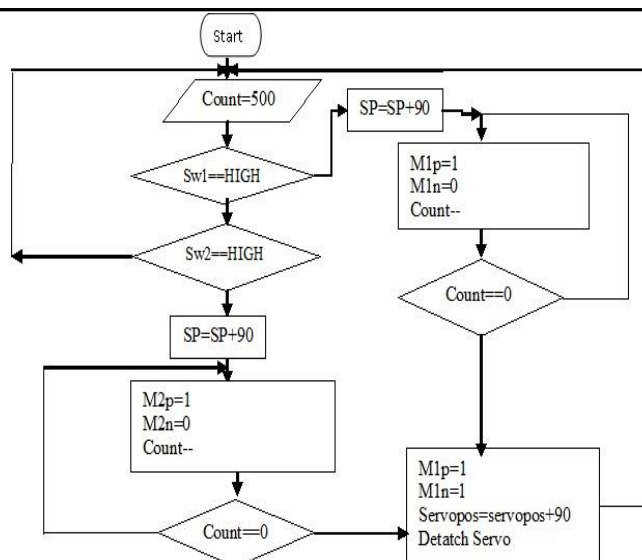 Start
Count=500
SP=SP+90
Sw1==HIGH
M1p=1
M1n=0
Count--
Sw2==HIGH
Count==0
SP=SP+90
M2p=1
M2n=0
Count--
Count==0
M1p=1
M1n=1
Servopos=servopos+90
Detatch Servo